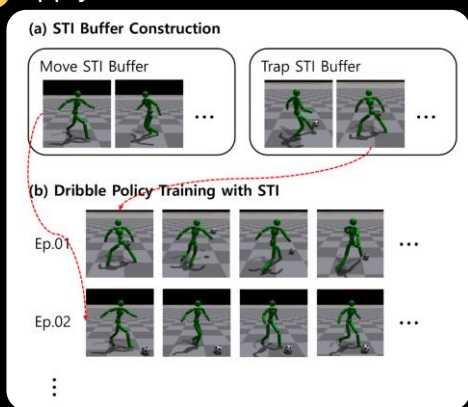 (a) STI Buffer Construction
Move STI Buffer
Trap STI Buffer
...
...
(b) Dribble Policy Training with STI
Ep.01
...
Ep.02
...
⋮